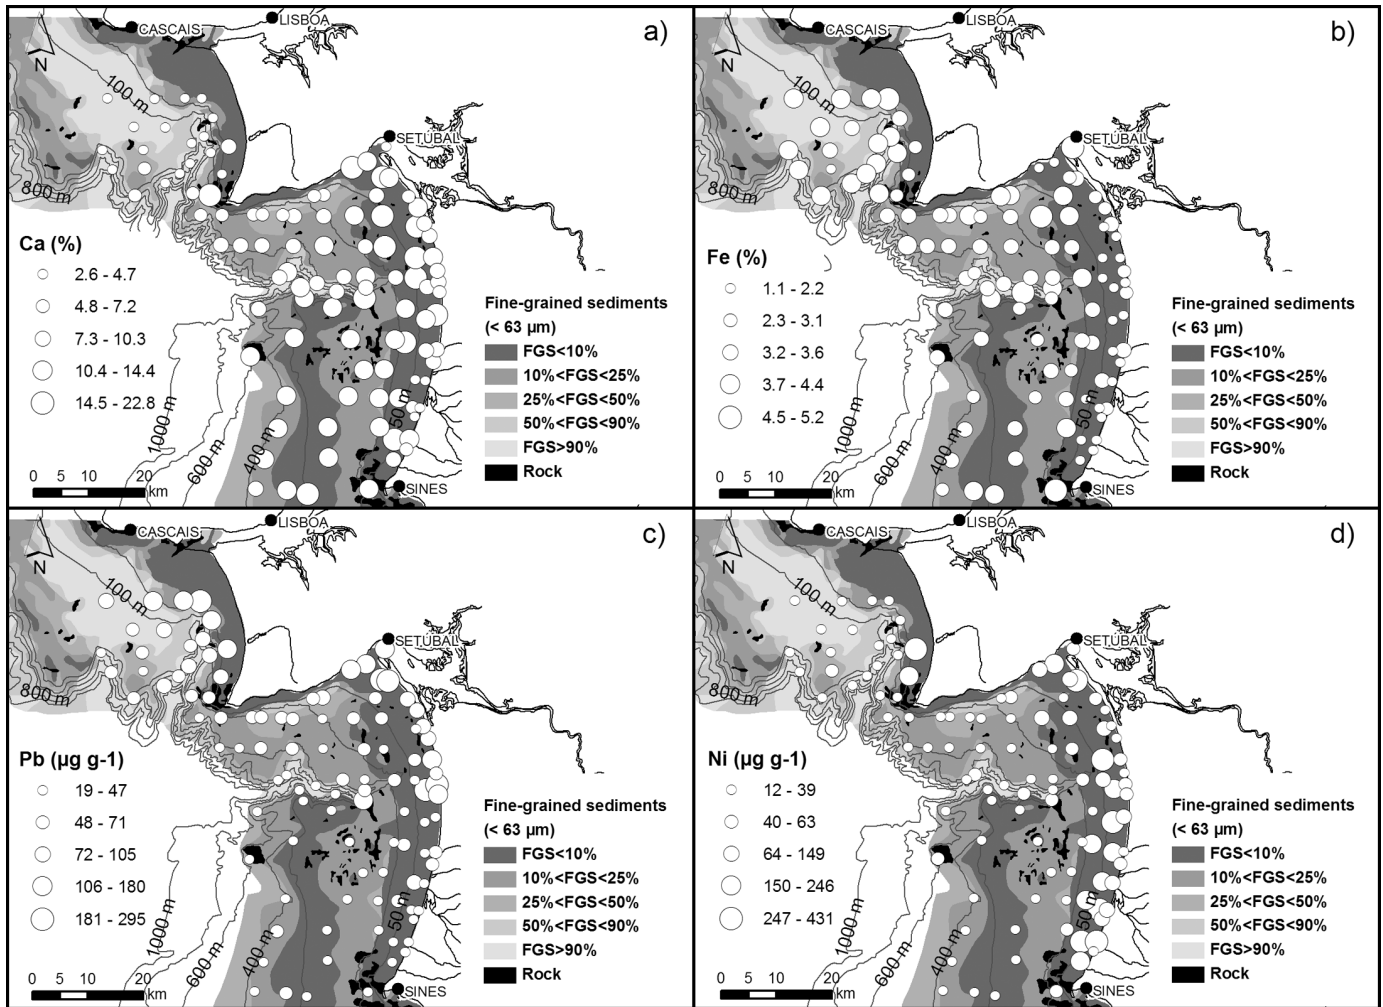 a)
CASCAIS
LISBOA
N
100 m
SETÚBAL
800 m
Ca (%)
2.6 - 4.7
4.8 - 7.2
7.3 - 10.3
10.4 - 14.4
14.5 - 22.8
Fine-grained sediments
(< 63 µm)
FGS<10%
10%<FGS<25%
25%<FGS<50%
50%<FGS<90%
FGS>90%
Rock
1000 m
600 m
400 m
50 m
SINES
0 5 10 20
km
b)
CASCAIS
LISBOA
N
100 m
SETÚBAL
800 m
Fe (%)
1.1 - 2.2
2.3 - 3.1
3.2 - 3.6
3.7 - 4.4
4.5 - 5.2
Fine-grained sediments
(< 63 µm)
FGS<10%
10%<FGS<25%
25%<FGS<50%
50%<FGS<90%
FGS>90%
Rock
1000 m
600 m
400 m
50 m
SINES
0 5 10 20
km
c)
CASCAIS
LISBOA
N
100 m
SETÚBAL
800 m
Pb (µg g-1)
19 - 47
48 - 71
72 - 105
106 - 180
181 - 295
Fine-grained sediments
(< 63 µm)
FGS<10%
10%<FGS<25%
25%<FGS<50%
50%<FGS<90%
FGS>90%
Rock
1000 m
600 m
400 m
50 m
SINES
0 5 10 20
km
d)
CASCAIS
LISBOA
N
100 m
SETÚBAL
800 m
Ni (µg g-1)
12 - 39
40 - 63
64 - 149
150 - 246
247 - 431
Fine-grained sediments
(< 63 µm)
FGS<10%
10%<FGS<25%
25%<FGS<50%
50%<FGS<90%
FGS>90%
Rock
1000 m
600 m
400 m
50 m
SINES
0 5 10 20
km